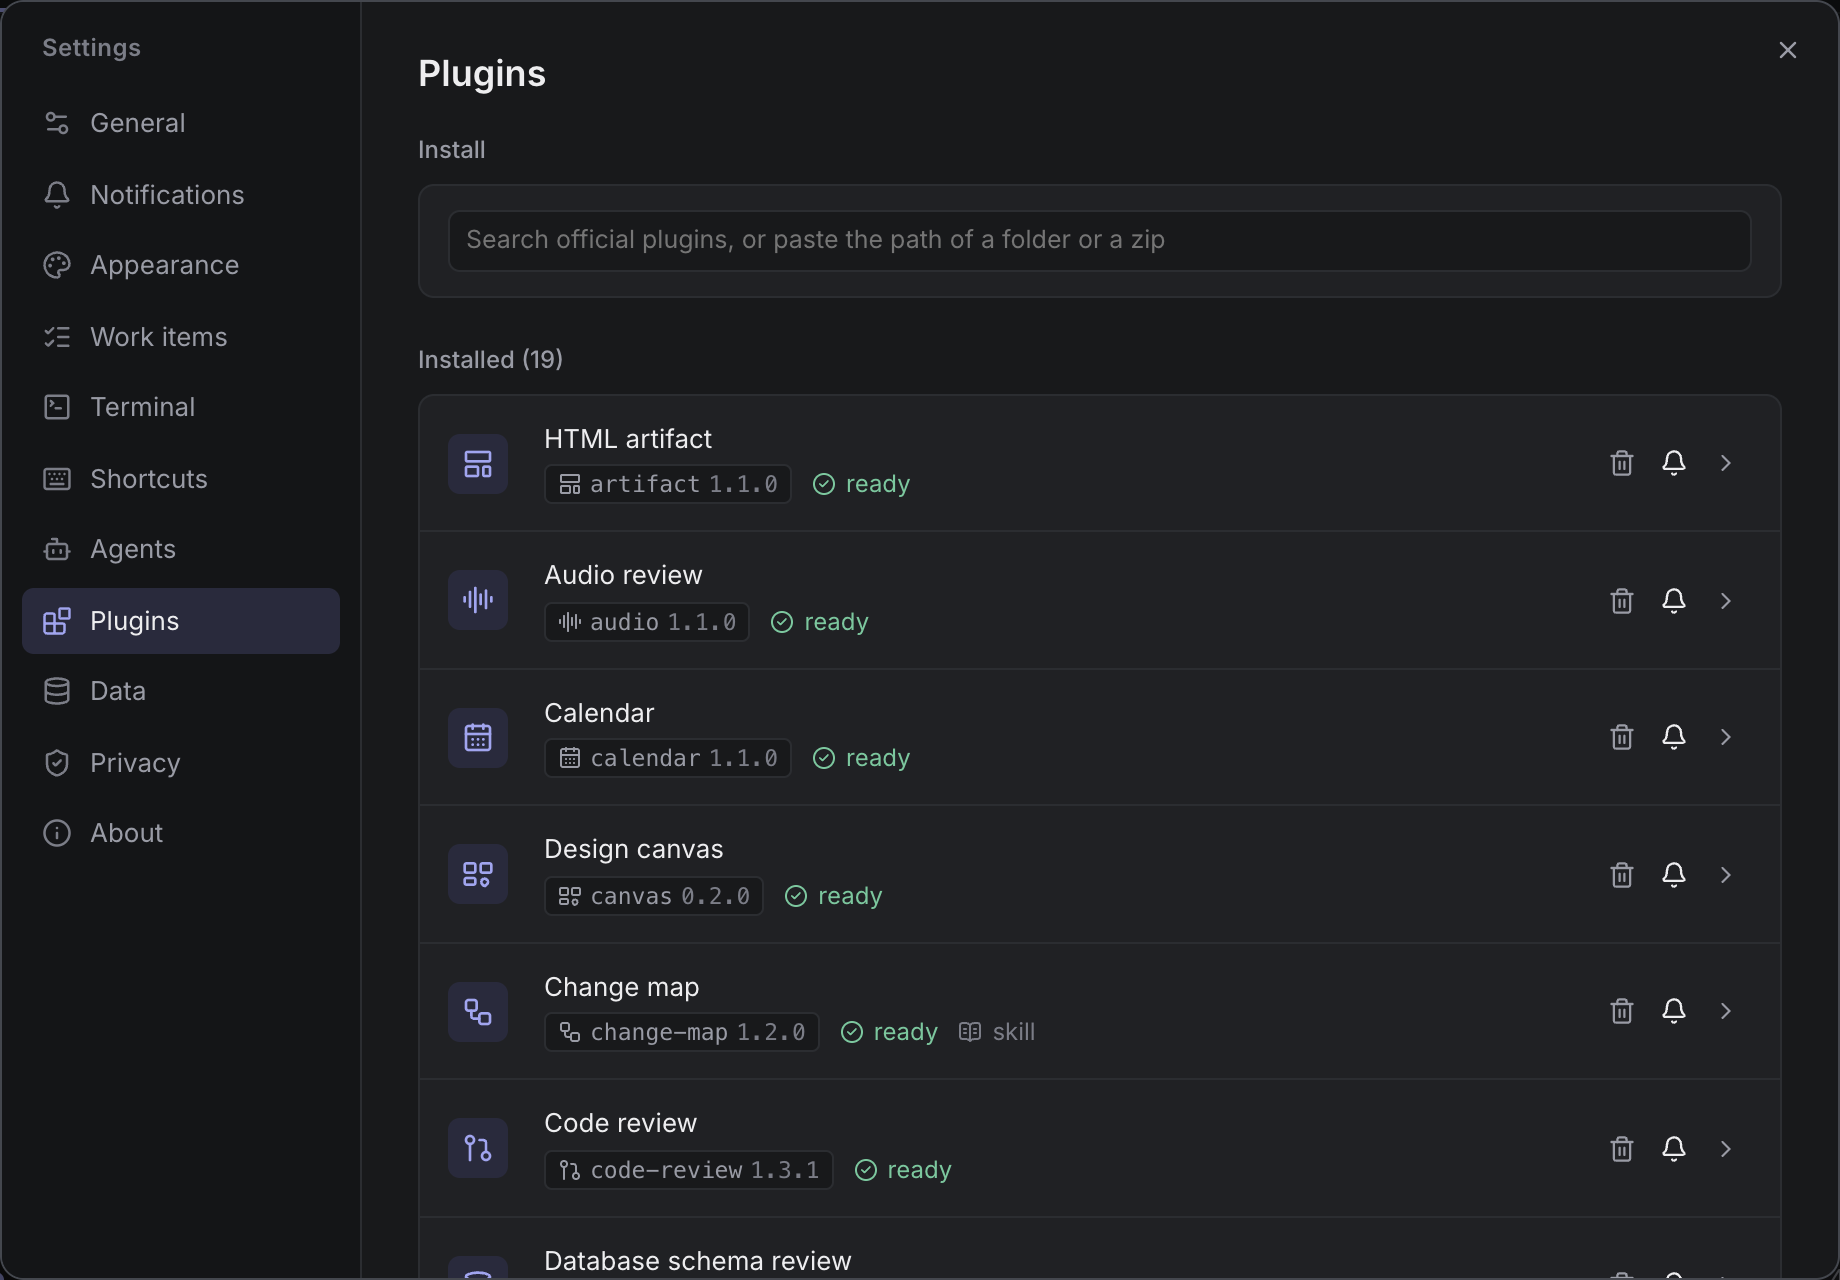 Settings
General
Notifications
Appearance
Work items
Terminal
Shortcuts
Agents
Plugins
Data
Privacy
About
Plugins
Install
Search official plugins, or paste the path of a folder or a zip
Installed (19)
HTML artifact
artifact 1.1.0 ready
Audio review
audio 1.1.0 ready
Calendar
calendar 1.1.0 ready
Design canvas
canvas 0.2.0 ready
Change map
change-map 1.2.0 ready skill
Code review
code-review 1.3.1 ready
Database schema review